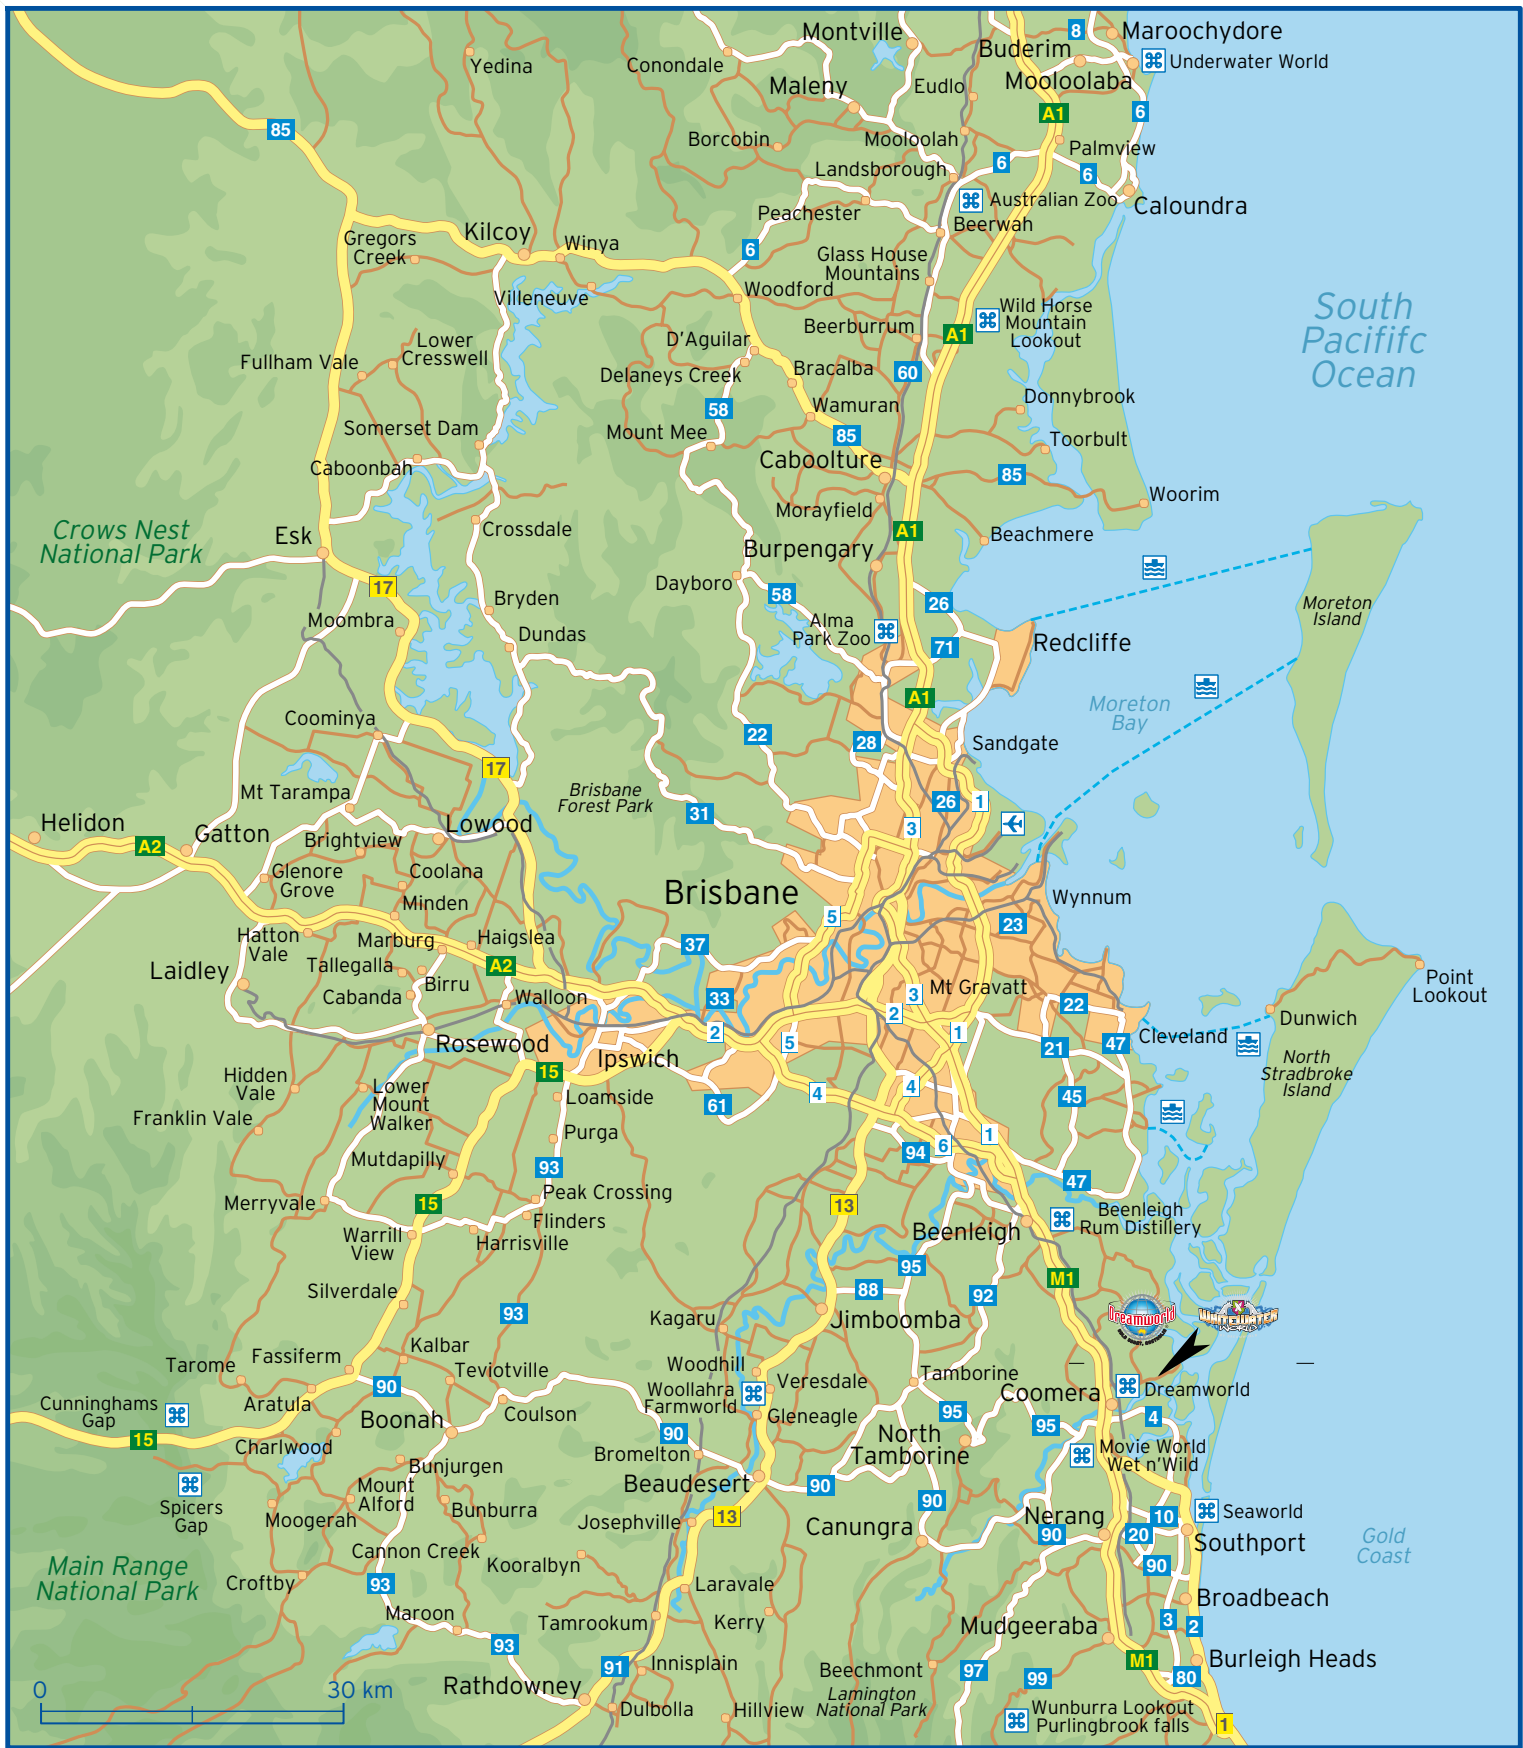 Montville
Buderim
8
Maroochydore
Underwater World
Yedina
Conondale
Maleny
Eudlo
Mooloolaba
A1
6
85
Borcobin
Mooloolah
Palmview
Landsborough
6
6
Australian Zoo
Caloundra
Peachester
Beerwah
Kilcoy
Winya
Gregors
Creek
6
Glass House
Mountains
Villeneuve
Woodford
South
Pacififc
Ocean
Wild Horse
Mountain
Lookout
Beerburrum
A1
D'Aguilar
Lower
Cresswell
Fullham Vale
Delaneys Creek
Bracalba
60
58
Wamuran
Donnybrook
Somerset Dam
Mount Mee
85
Toorbult
Caboonbah
Caboolture
85
Woorim
Morayfield
Crows Nest
National Park
Esk
Crossdale
A1
Beachmere
Burpengary
17
Dayboro
58
26
Bryden
Moombra
Alma
Park Zoo
Moreton
Island
Dundas
71
Redcliffe
A1
Moreton
Bay
Coominya
22
28
Sandgate
17
Mt Tarampa
Brisbane
Forest Park
31
26
1
Helidon
A2
Gatton
Brightview
Lowood
3
Glenore
Grove
Coolana
Minden
Brisbane
Wynnum
5
23
Hatton
Vale
Marburg
Haigslea
37
Laidley
Tallegalla
Birru
A2
Cabanda
Walloon
33
3
Mt Gravatt
22
Point
Lookout
2
2
1
Dunwich
Rosewood
Ipswich
5
21
47
Cleveland
15
North
Stradbroke
Island
Hidden
Vale
Lower
Mount
Walker
Loamside
61
4
4
45
Franklin Vale
Purga
94
6
1
Mutdapilly
93
47
Merryvale
15
Peak Crossing
13
Beenleigh
Rum Distillery
Flinders
Warrill
View
Harrisville
Beenleigh
95
M1
Silverdale
88
92
93
Kagaru
Jimboomba
Dreamworld
GOLD COAST, AUSTRALIA
WHITEWATER
WORLD
Kalbar
Tarome
Fassiferm
Teviotville
Woodhill
Tamborine
Cunninghams
Gap
Aratula
90
Woollahra
Farmworld
Veresdale
Coomera
Dreamworld
Boonah
Coulson
Gleneagle
95
95
4
15
Charlwood
90
North
Tamborine
Bromelton
Movie World
Wet n'Wild
Bunjurgen
Beaudesert
90
90
Spicers
Gap
Mount
Alford
Bunburra
Moogerah
Josephville
13
Canungra
Nerang
10
Seaworld
90
20
Southport
Gold
Coast
Cannon Creek
Kooralbyn
90
Main Range
National Park
Croftby
93
Laravale
Broadbeach
Maroon
Tamrookum
Kerry
Mudgeeraba
3
2
93
91
Innisplain
Beechmont
97
99
M1
Burleigh Heads
80
0
30 km
Rathdowney
Lamington
National Park
Dulbolla
Hillview
Wunburra Lookout
Purlingbrook falls
1